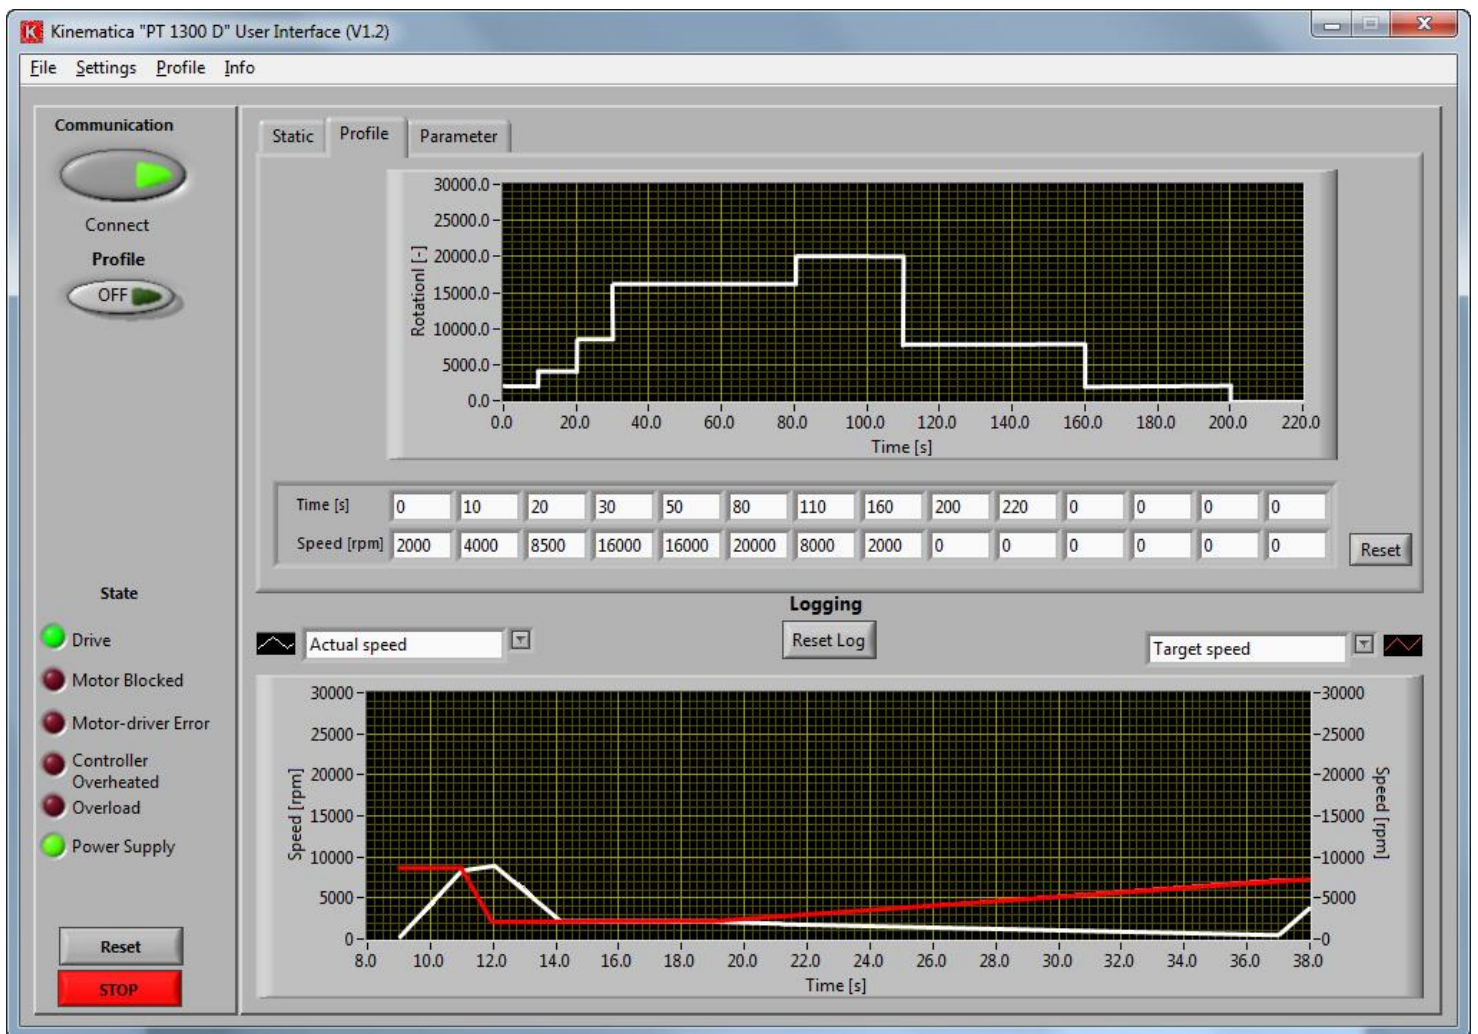 Kinematica "PT 1300 D" User Interface (V1.2)
File Settings Profile Info
Communication
Connect
Profile
OFF
Static Profile Parameter
30000.0
25000.0
20000.0
15000.0
10000.0
5000.0
0.0
Rotationl [-]
0.0 20.0 40.0 60.0 80.0 100.0 120.0 140.0 160.0 180.0 200.0 220.0
Time [s]
Time [s] 0 10 20 30 50 80 110 160 200 220 0 0 0 0
Speed [rpm] 2000 4000 8500 16000 16000 20000 8000 2000 0 0 0 0 0 0
Reset
State
Drive
Motor Blocked
Motor-driver Error
Controller
Overheated
Overload
Power Supply
Reset
STOP
Logging
Actual speed
Reset Log
Target speed
30000
25000
20000
15000
10000
5000
0
Speed [rpm]
30000
25000
20000
15000
10000
5000
0
Speed [rpm]
8.0 10.0 12.0 14.0 16.0 18.0 20.0 22.0 24.0 26.0 28.0 30.0 32.0 34.0 36.0 38.0
Time [s]